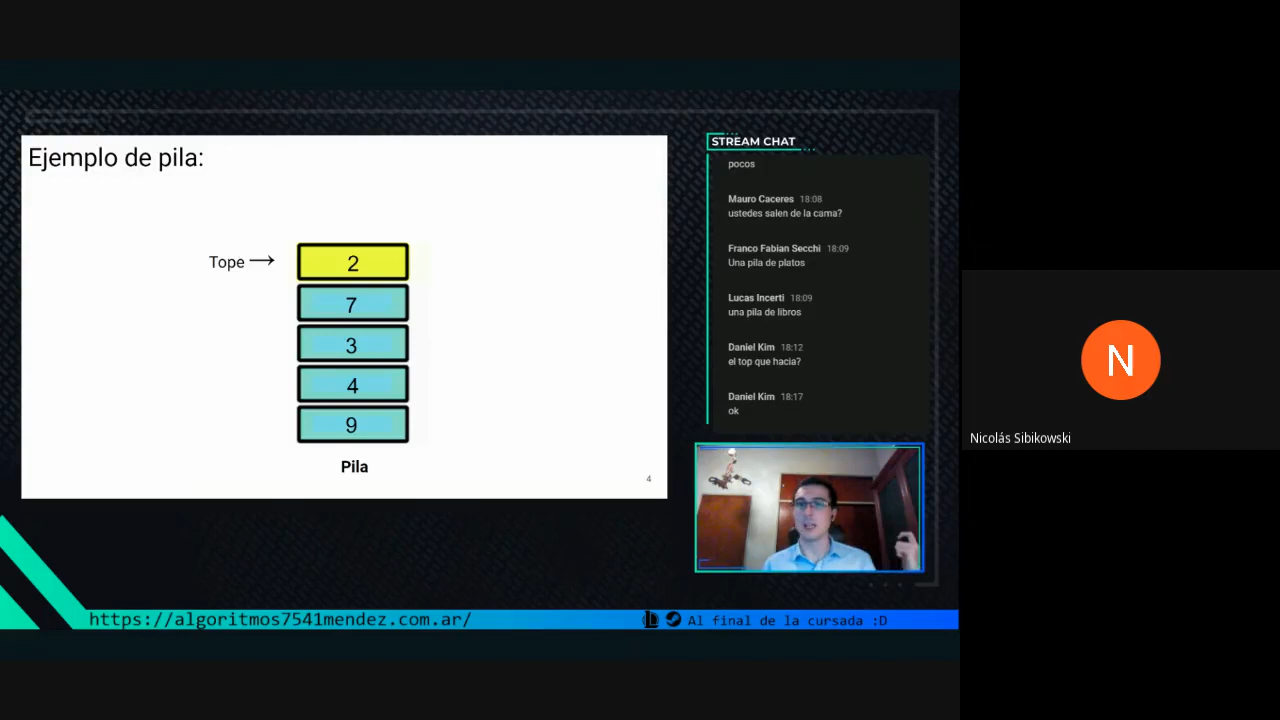 Ejemplo de pila:
Tope →
2
7
3
4
9
Pila
4
STREAM CHAT
pocos
Mauro Caceres 18:08
ustedes salen de la cama?
Franco Fabian Secchi 18:09
Una pila de platos
Lucas Incerti 18:09
una pila de libros
Daniel Kim 18:12
el top que hacia?
Daniel Kim 18:17
ok
https://algoritmos7541mendez.com.ar/
Al final de la cursada :D
N
Nicolás Sibikowski